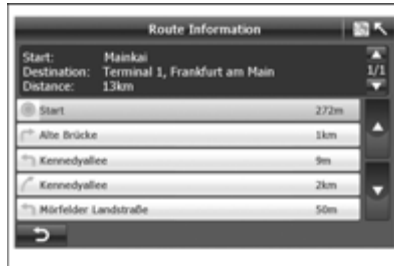 Route Information
Start: Mainkai
Destination: Terminal 1, Frankfurt am Main
Distance: 13km
1/1
Start 272m
Alte Brücke 1km
Kennedyallee 9m
Kennedyallee 2km
Mörfelder Landstraße 50m